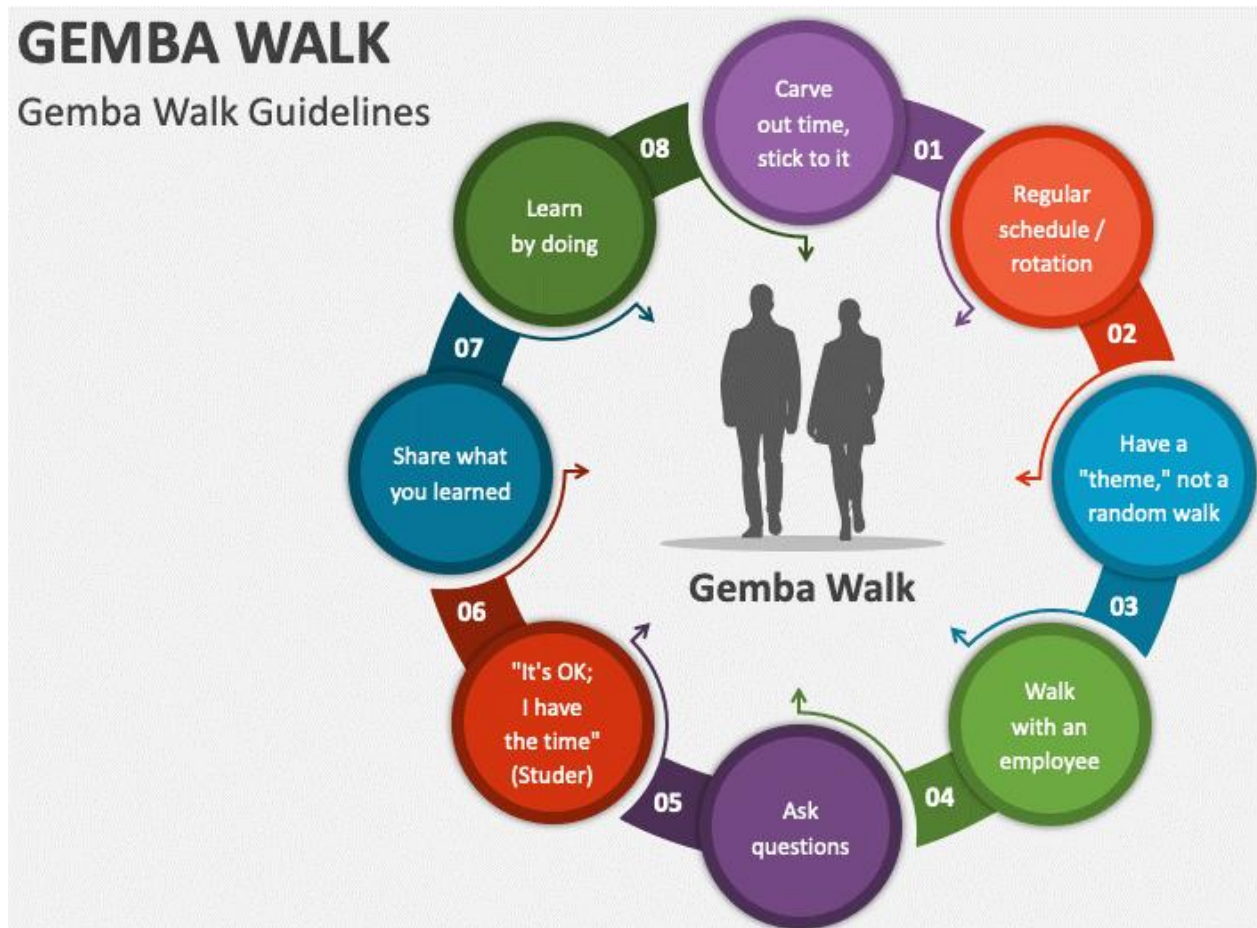 GEMBA WALK
Gemba Walk Guidelines
Carve
out time,
stick to it
01
Regular
schedule /
rotation
02
Have a
"theme," not a
random walk
03
Walk
with an
employee
04
Ask
questions
05
"It's OK;
I have
the time"
(Studer)
06
Share what
you learned
07
Learn
by doing
08
Gemba Walk